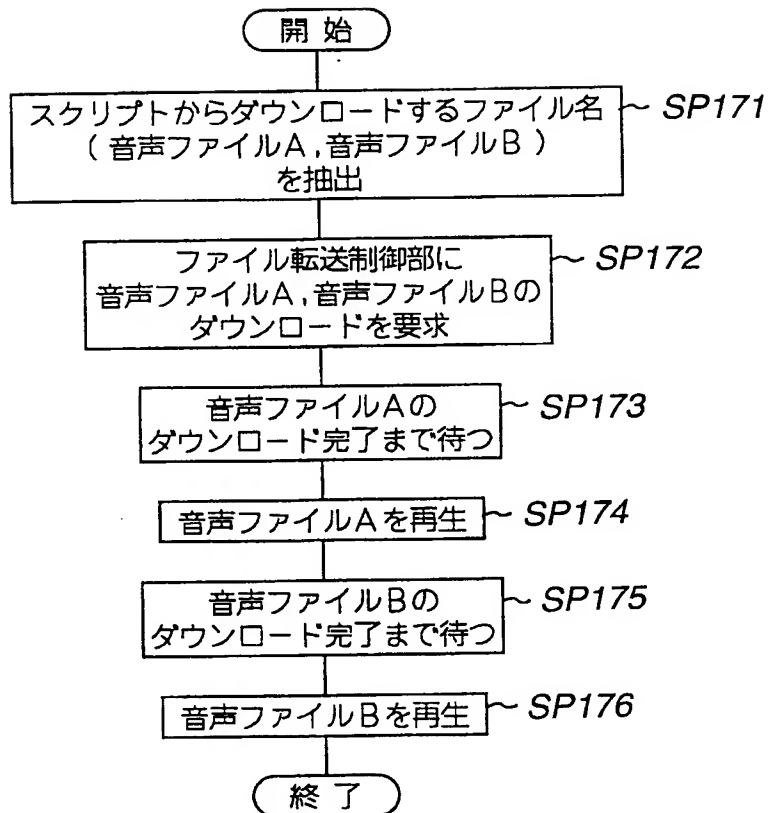 開始
スクリプトからダウンロードするファイル名 SP171
(音声ファイルA,音声ファイルB)
を抽出
ファイル転送制御部に SP172
音声ファイルA,音声ファイルBの
ダウンロードを要求
音声ファイルAの SP173
ダウンロード完了まで待つ
音声ファイルAを再生 SP174
音声ファイルBの SP175
ダウンロード完了まで待つ
音声ファイルBを再生 SP176
終了